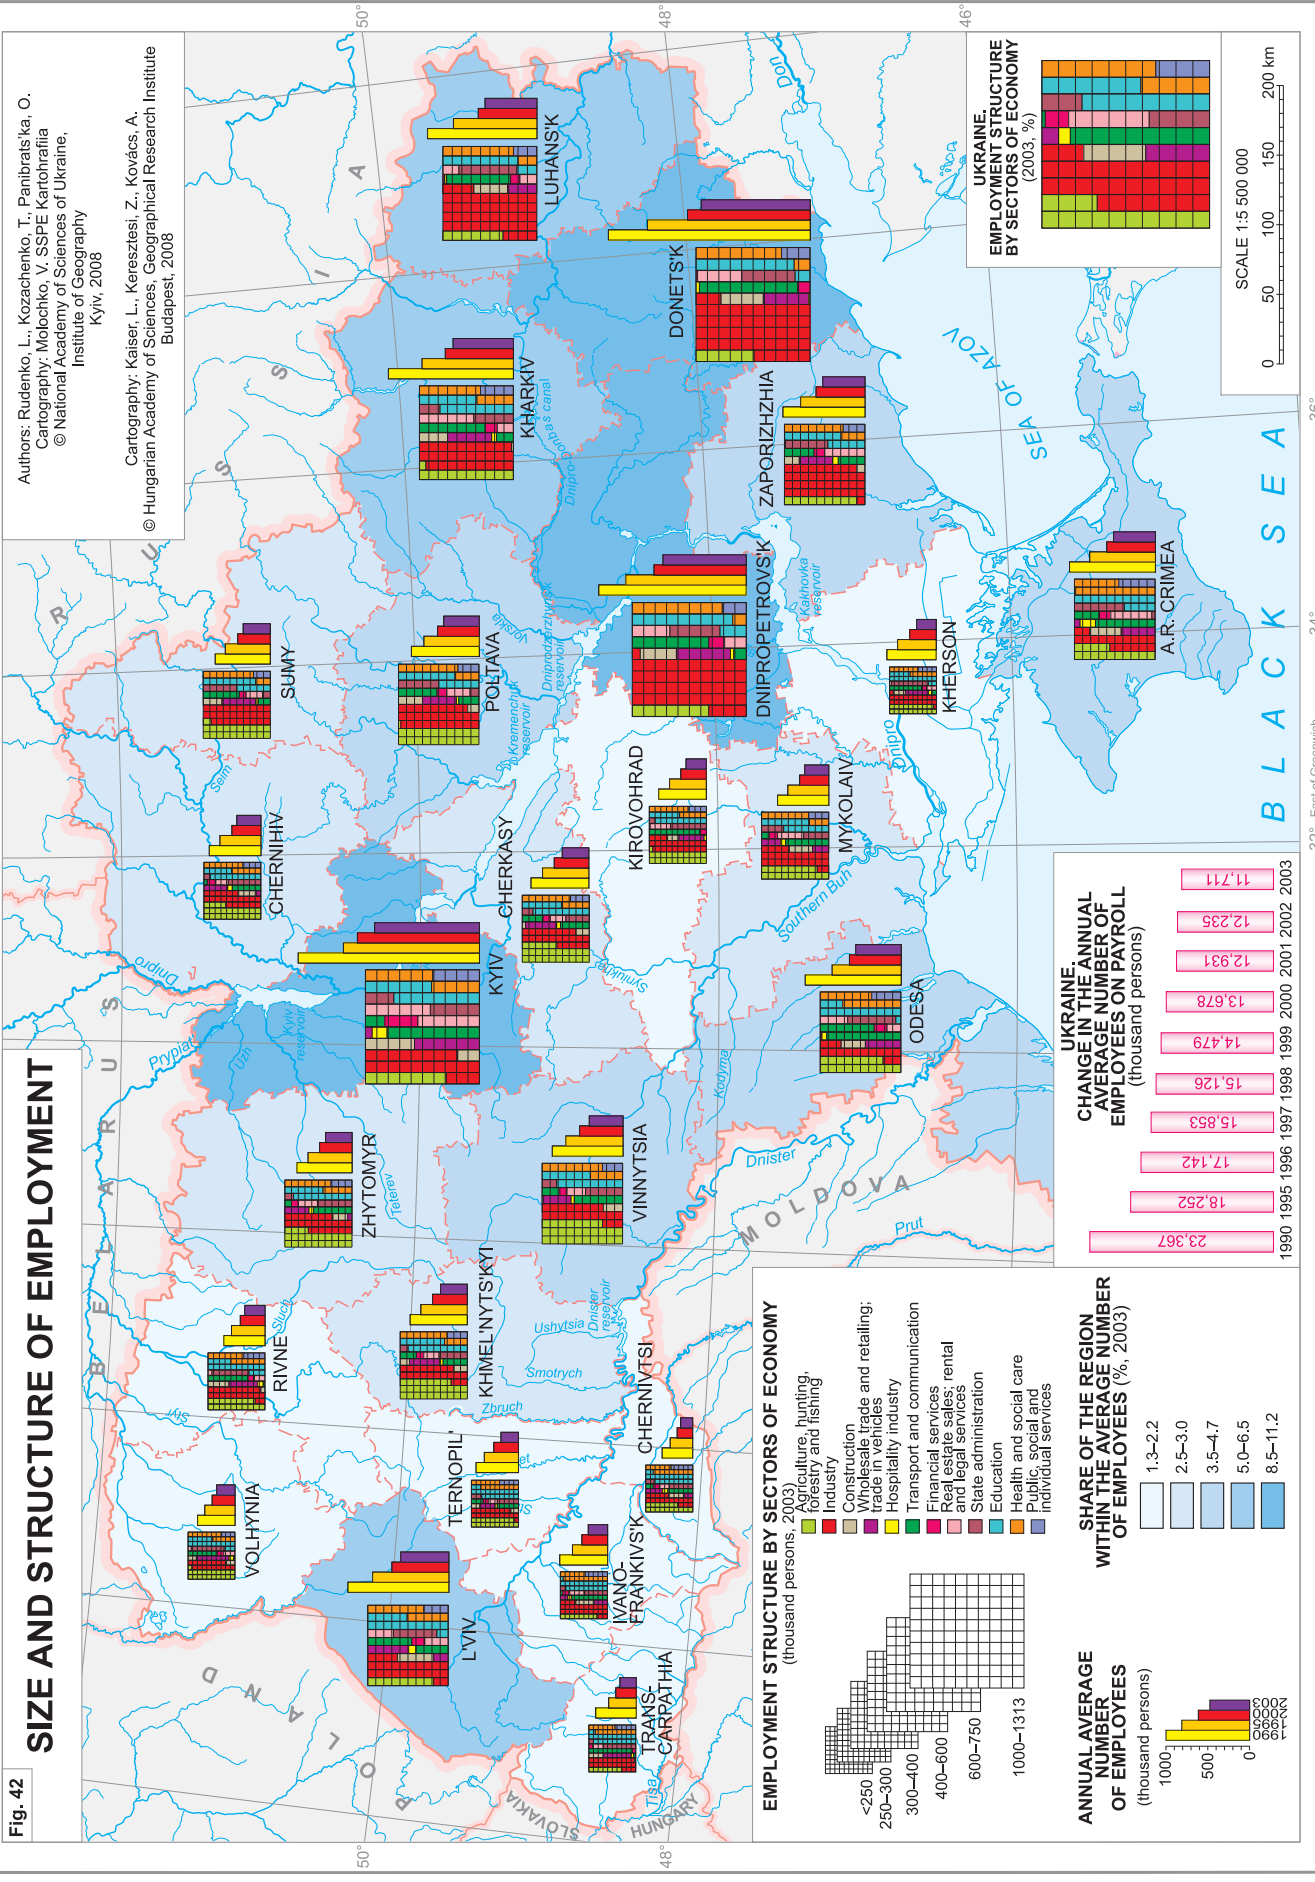 Fig. 42
SIZE AND STRUCTURE OF EMPLOYMENT
Authors: Rudenko, L., Kozachenko, T., Panibrats'ka, O.
Cartography: Molochko, V. SSPE Kartohrafiia
© National Academy of Sciences of Ukraine,
Institute of Geography
Kyiv, 2008
Cartography: Kaiser, L., Keresztesi, Z., Kovács, A.
© Hungarian Academy of Sciences, Geographical Research Institute
Budapest, 2008
50°
48°
46°
50°
48°
34°
36°
32° East of Greenwich
POLAND
BELARUS
RUSSIA
SLOVAKIA
HUNGARY
MOLDOVA
BLACK SEA
SEA OF AZOV
VOLHYNIA
RIVNE
ZHYTOMYR
CHERNIHIV
SUMY
L'VIV
TERNOPIL'
KHMEL'NYTS'KYI
KYIV
POLTAVA
KHARKIV
LUHANS'K
TRANS-
CARPATHIA
IVANO-
FRANKIVS'K
CHERNIVTSI
VINNYTSIA
CHERKASY
KIROVOHRAD
DNIPROPETROVS'K
DONETS'K
ZAPORIZHZHIA
ODESA
MYKOLAIV
KHERSON
A.R. CRIMEA
Prypiat'
Dnipro
Uzh
Kyiv
reservoir
Seim
Styr
Sluch
Teterev
Zbruch
Smotrych
Ushytsia
Dnister
reservoir
Tisa
Prut
Dnister
Kodyma
Southern Buh
Syniukha
Kremenchuk
reservoir
Vorskla
Dniprodzerzhyns'k
reservoir
Dnipro-Donbas canal
Kakhovka
reservoir
Dnipro
Don
EMPLOYMENT STRUCTURE BY SECTORS OF ECONOMY
(thousand persons, 2003)
<250
250–300
300–400
400–600
600–750
1000–1313
Agriculture, hunting,
forestry and fishing
Industry
Construction
Wholesale trade and retailing;
trade in vehicles
Hospitality industry
Transport and communication
Financial services
Real estate sales; rental
and legal services
State administration
Education
Health and social care
Public, social and
individual services
ANNUAL AVERAGE
NUMBER
OF EMPLOYEES
(thousand persons)
1000
500
0
1990
1995
2000
2003
SHARE OF THE REGION
WITHIN THE AVERAGE NUMBER
OF EMPLOYEES (%, 2003)
1.3–2.2
2.5–3.0
3.5–4.7
5.0–6.5
8.5–11.2
UKRAINE.
CHANGE IN THE ANNUAL
AVERAGE NUMBER OF
EMPLOYEES ON PAYROLL
(thousand persons)
23,367
18,252
17,142
15,853
15,126
14,479
13,678
12,931
12,235
11,711
1990 1995 1996 1997 1998 1999 2000 2001 2002 2003
UKRAINE.
EMPLOYMENT STRUCTURE
BY SECTORS OF ECONOMY
(2003, %)
SCALE 1:5 500 000
0 50 100 150 200 km